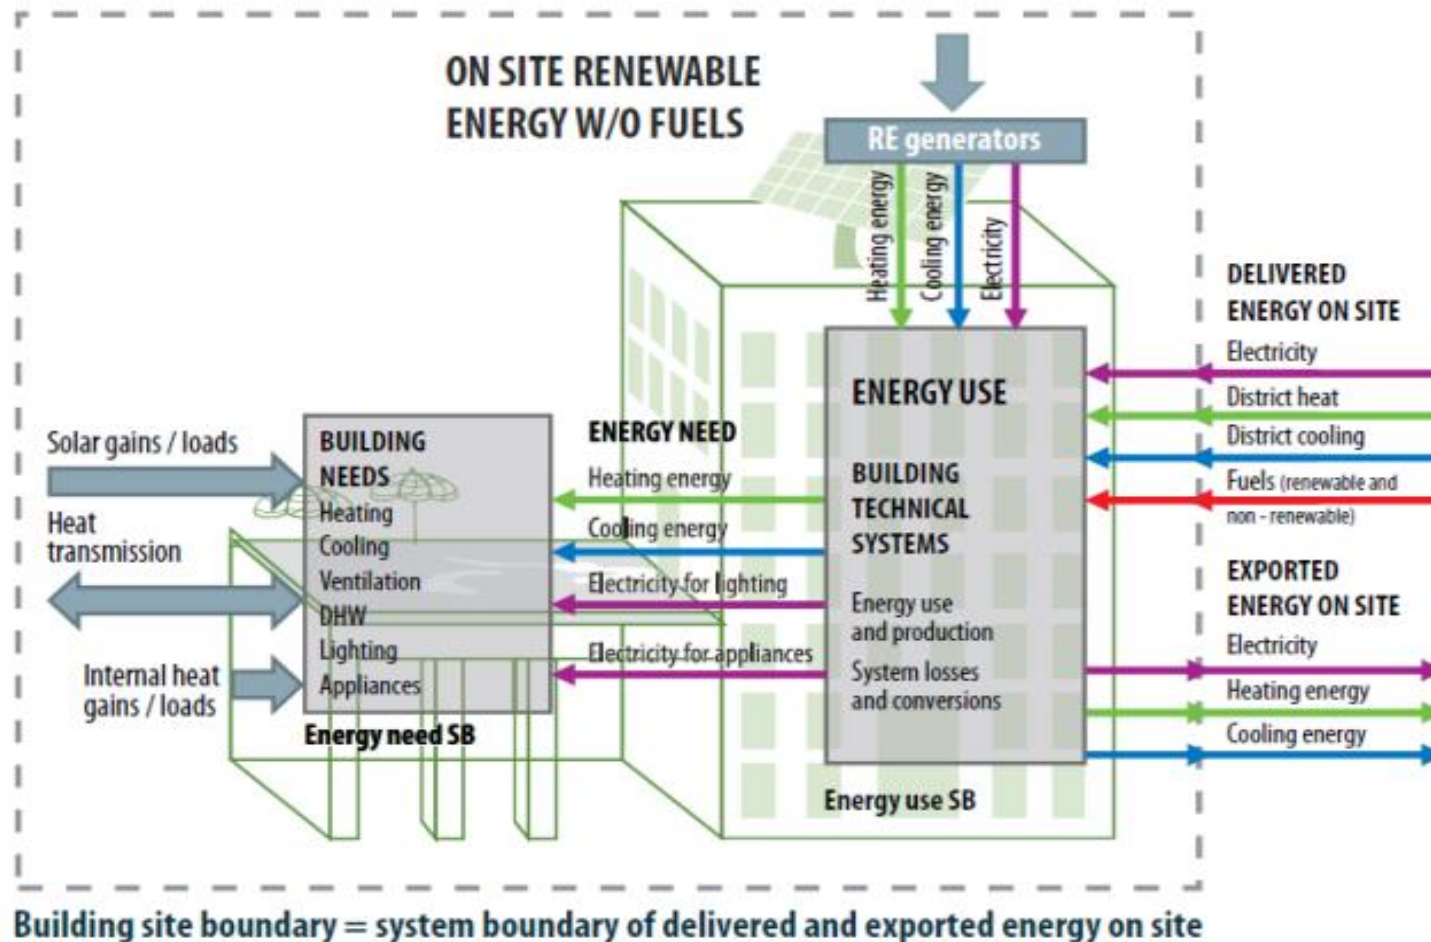 ON SITE RENEWABLE
ENERGY W/O FUELS
RE generators
Heating energy
Cooling energy
Electricity
DELIVERED
ENERGY ON SITE
Electricity
District heat
District cooling
Fuels (renewable and
non - renewable)
ENERGY USE
BUILDING
TECHNICAL
SYSTEMS
Energy use
and production
System losses
and conversions
Energy use SB
ENERGY NEED
Heating energy
Cooling energy
Electricity for lighting
Electricity for appliances
BUILDING
NEEDS
Heating
Cooling
Ventilation
DHW
Lighting
Appliances
Energy need SB
Solar gains / loads
Heat
transmission
Internal heat
gains / loads
EXPORTED
ENERGY ON SITE
Electricity
Heating energy
Cooling energy
Building site boundary = system boundary of delivered and exported energy on site